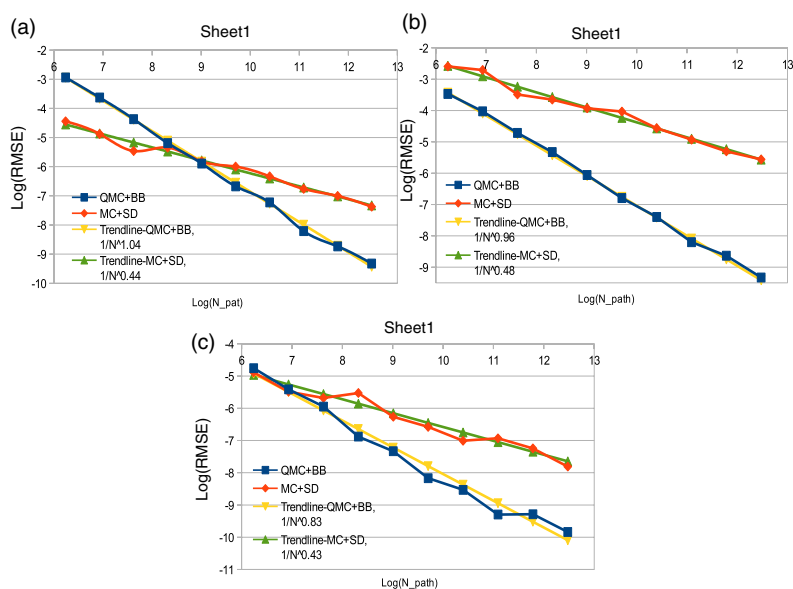 (a)
Sheet1
-2
6 7 8 9 10 11 12 13
-3
-4
-5
-6
-7
-8
-9
-10
Log(RMSE)
QMC+BB
MC+SD
Trendline-QMC+BB,
1/N^1.04
Trendline-MC+SD,
1/N^0.44
Log(N_pat)
(b)
Sheet1
-2
6 7 8 9 10 11 12 13
-3
-4
-5
-6
-7
-8
-9
Log(RMSE)
QMC+BB
MC+SD
Trendline-QMC+BB,
1/N^0.96
Trendline-MC+SD,
1/N^0.48
Log(N_path)
(c)
Sheet1
-4
6 7 8 9 10 11 12 13
-5
-6
-7
-8
-9
-10
-11
Log(RMSE)
QMC+BB
MC+SD
Trendline-QMC+BB,
1/N^0.83
Trendline-MC+SD,
1/N^0.43
Log(N_path)